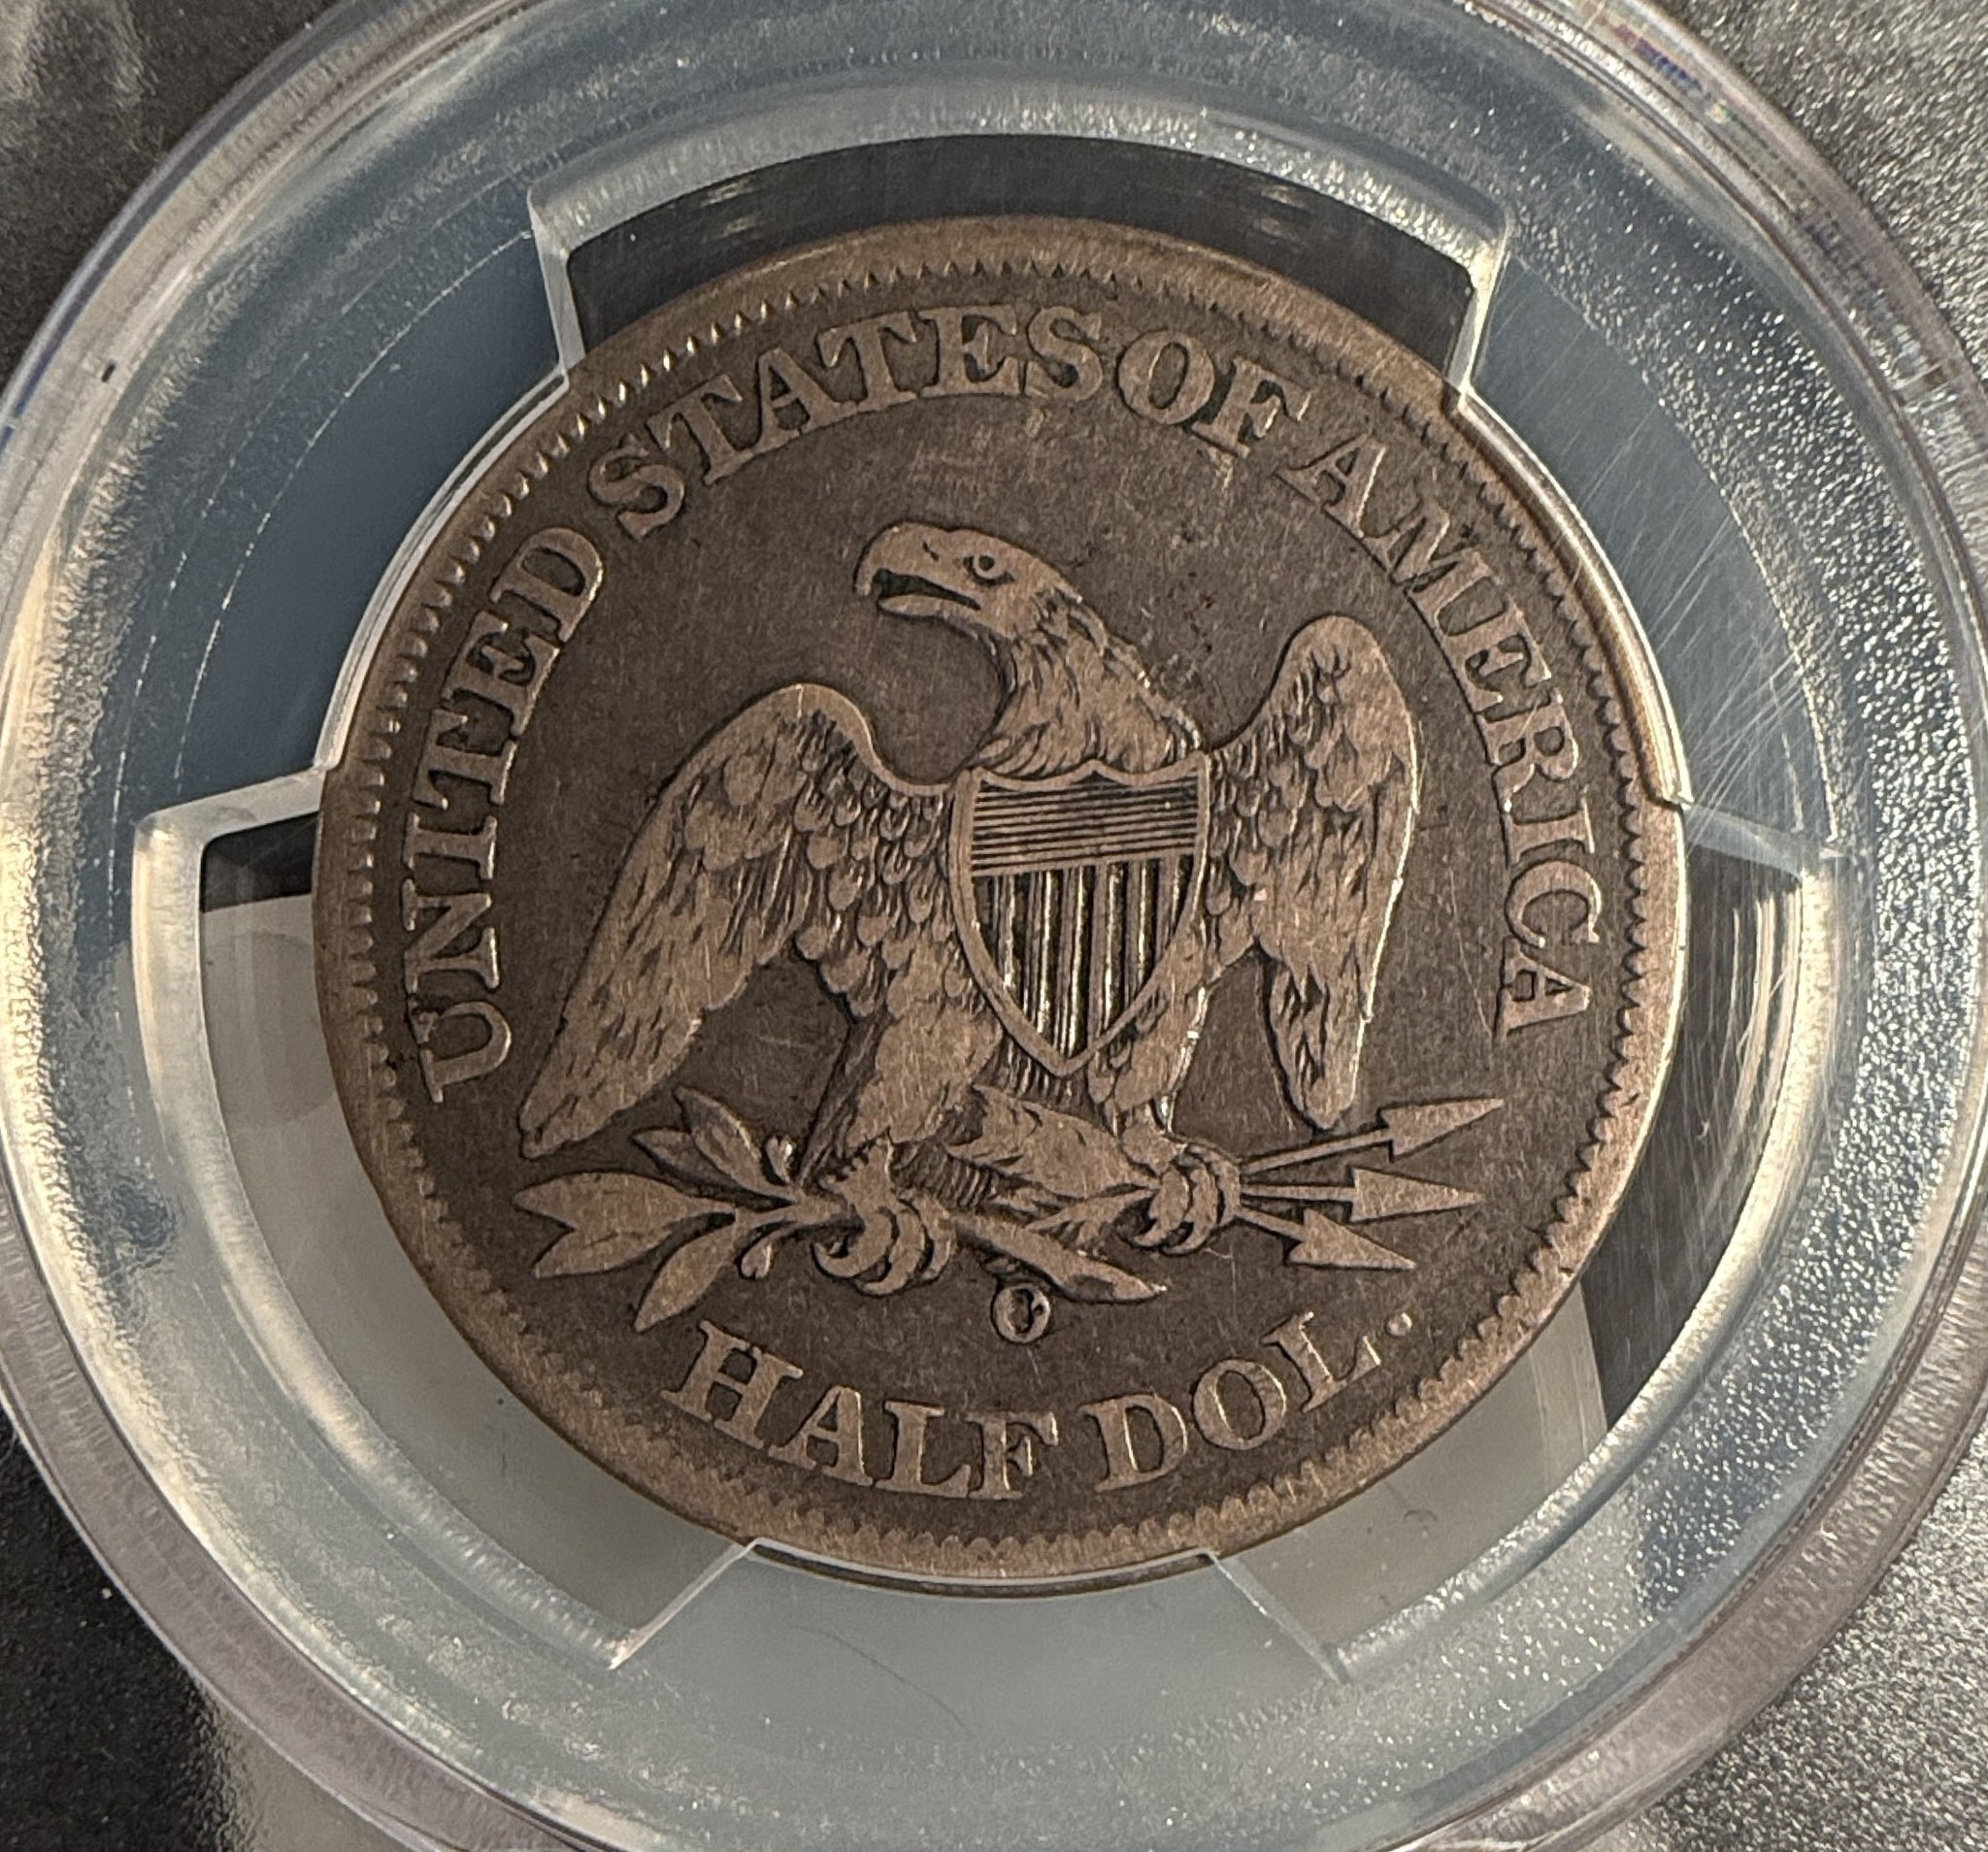 UNITED STATES OF AMERICA
O
HALF DOL.